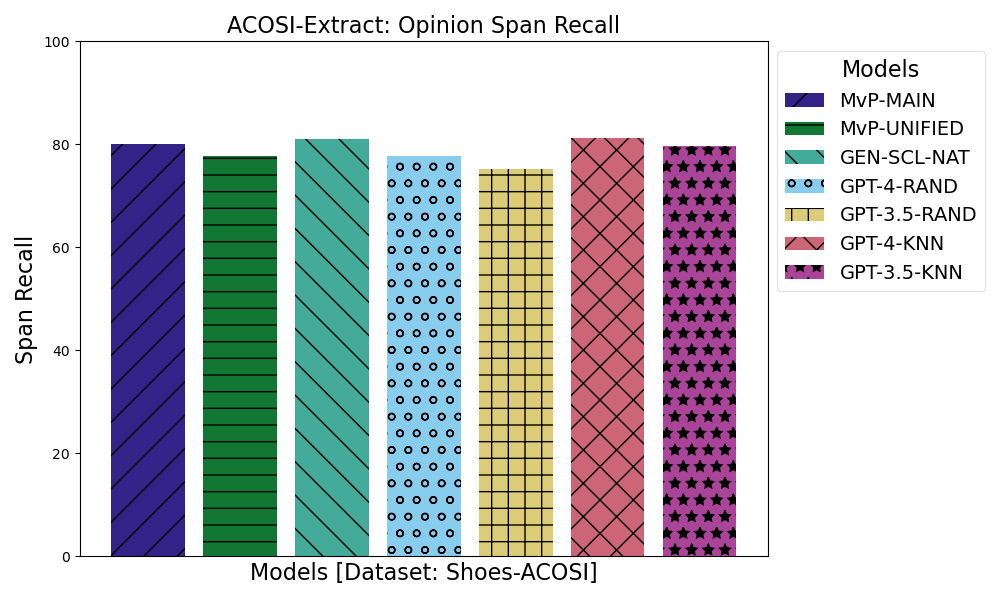 ACOSI-Extract: Opinion Span Recall
100
80
60
40
20
0
Span Recall
Models [Dataset: Shoes-ACOSI]
Models
MvP-MAIN
MvP-UNIFIED
GEN-SCL-NAT
GPT-4-RAND
GPT-3.5-RAND
GPT-4-KNN
GPT-3.5-KNN